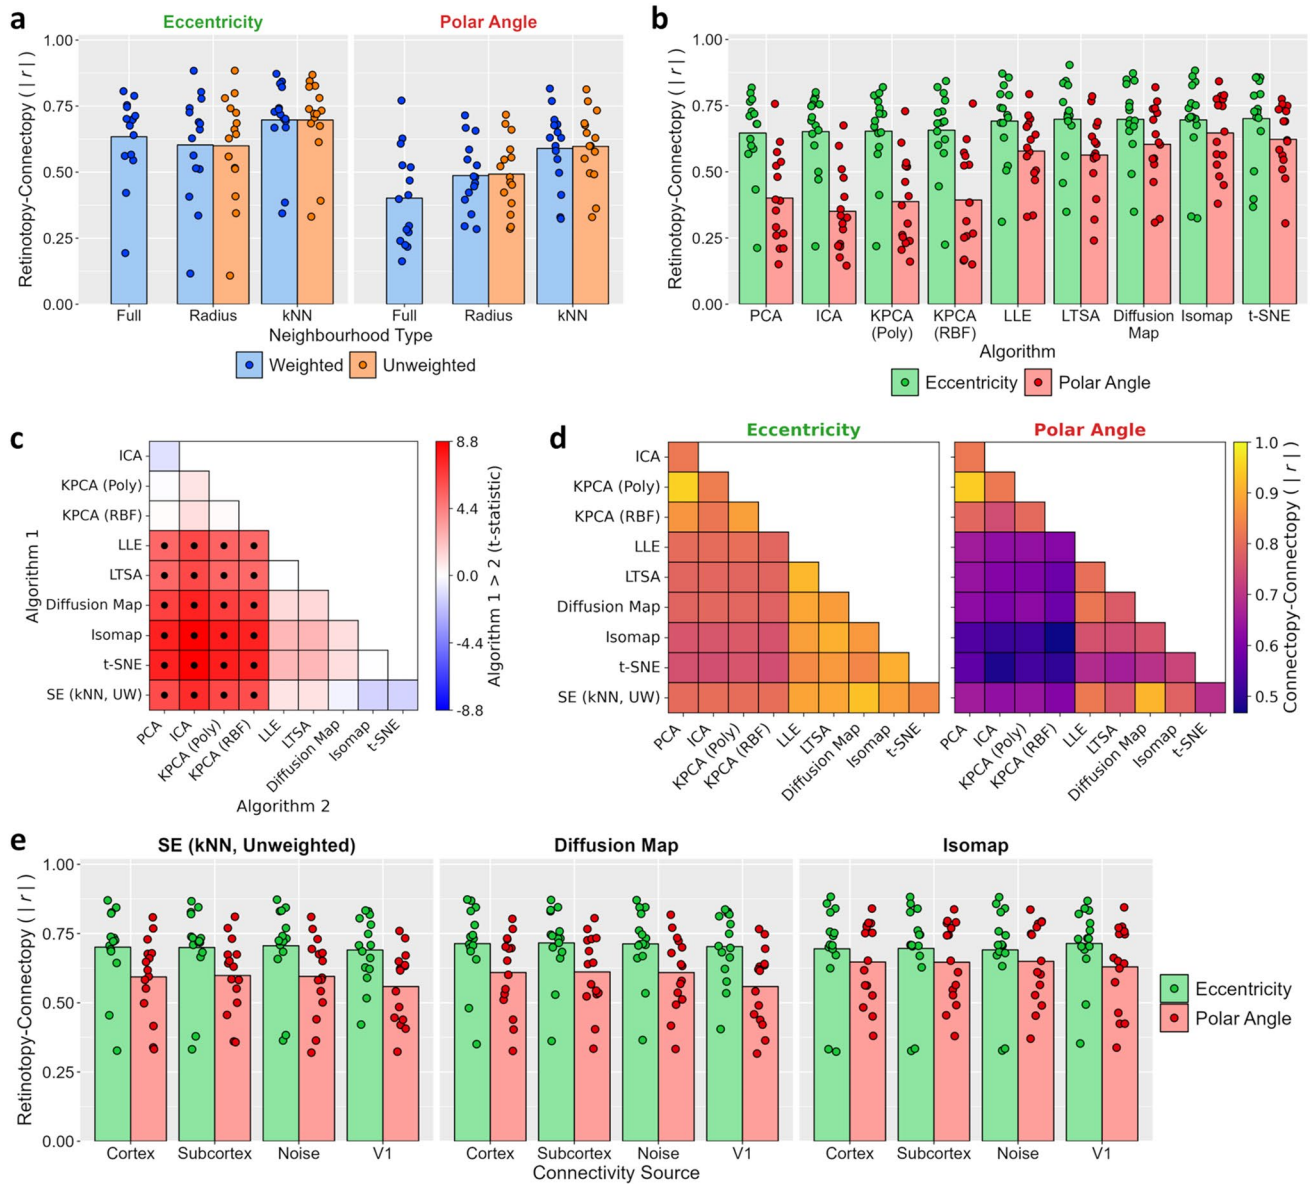 a
Eccentricity
Polar Angle
Retinotopy-Connectopy ( | r | )
1.00
0.75
0.50
0.25
0.00
Full
Radius
kNN
Full
Radius
kNN
Neighbourhood Type
Weighted
Unweighted
b
Retinotopy-Connectopy ( | r | )
1.00
0.75
0.50
0.25
0.00
PCA
ICA
KPCA
(Poly)
KPCA
(RBF)
LLE
LTSA
Diffusion
Map
Isomap
t-SNE
Algorithm
Eccentricity
Polar Angle
c
Algorithm 1
ICA
KPCA (Poly)
KPCA (RBF)
LLE
LTSA
Diffusion Map
Isomap
t-SNE
SE (kNN, UW)
PCA
ICA
KPCA (Poly)
KPCA (RBF)
LLE
LTSA
Diffusion Map
Isomap
t-SNE
Algorithm 2
8.8
4.4
0.0
-4.4
-8.8
Algorithm 1 > 2 (t-statistic)
d
Eccentricity
Polar Angle
ICA
KPCA (Poly)
KPCA (RBF)
LLE
LTSA
Diffusion Map
Isomap
t-SNE
SE (kNN, UW)
PCA
ICA
KPCA (Poly)
KPCA (RBF)
LLE
LTSA
Diffusion Map
Isomap
t-SNE
PCA
ICA
KPCA (Poly)
KPCA (RBF)
LLE
LTSA
Diffusion Map
Isomap
t-SNE
1.0
0.9
0.8
0.7
0.6
0.5
Connectopy-Connectopy ( | r | )
e
SE (kNN, Unweighted)
Diffusion Map
Isomap
Retinotopy-Connectopy ( | r | )
1.00
0.75
0.50
0.25
0.00
Cortex
Subcortex
Noise
V1
Cortex
Subcortex
Noise
V1
Cortex
Subcortex
Noise
V1
Connectivity Source
Eccentricity
Polar Angle